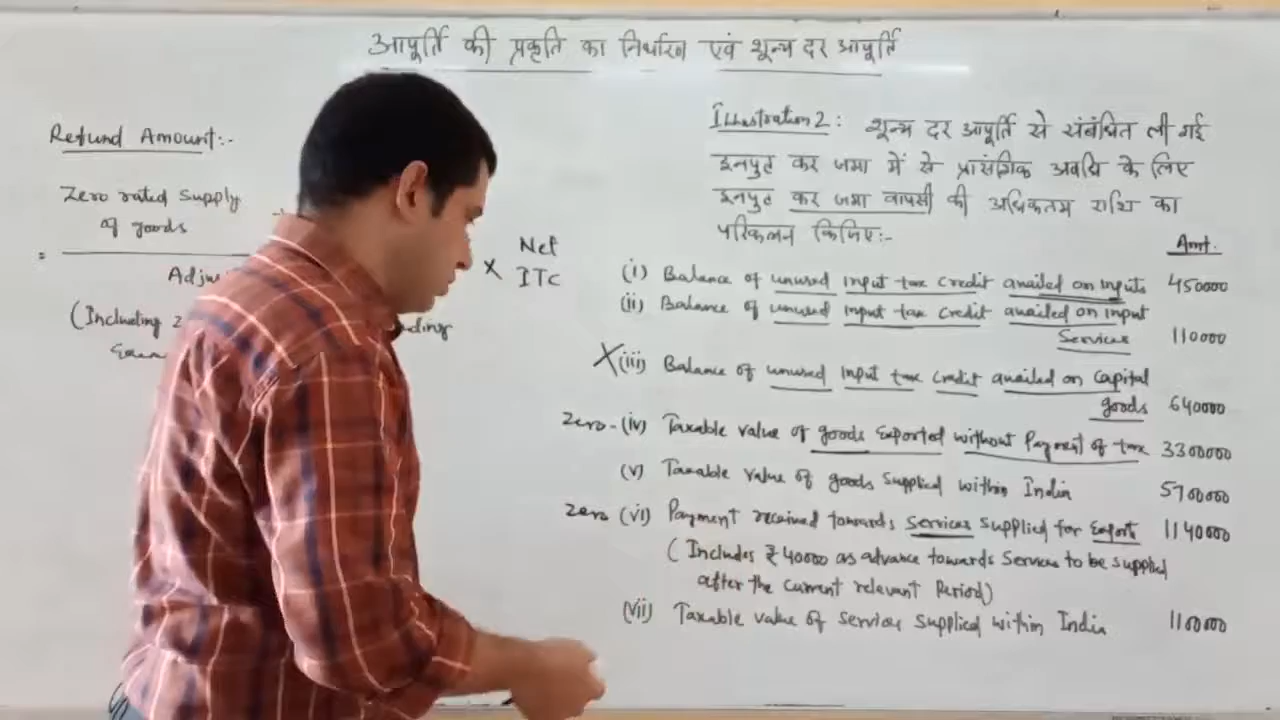 आपूर्ति की प्रकृति का निर्धारण एवं शून्य दर आपूर्ति
Refund Amount:-
Zero rated supply
of goods
=
× Net
ITC
(Including
Illustration 2: शून्य दर आपूर्ति से संबंधित ली गई
इनपुट कर जमा में से प्रासंगिक अवधि के लिए
इनपुट कर जमा वापसी की अधिकतम राशि का
परिकलन किजिए:-
Amt.
(i) Balance of unused input tax credit availed on inputs 450000
(ii) Balance of unused input tax credit availed on input
Services 110000
X(iii) Balance of unused input tax credit availed on Capital
goods 640000
Zero-(iv) Taxable value of goods Exported without Payment of tax 3300000
(v) Taxable value of goods Supplied within India 5700000
Zero (vi) Payment received towards Services supplied for Export 1140000
(Includes ₹ 40000 as advance towards Services to be supplied
after the current relevant Period)
(vii) Taxable value of services supplied within India 1100000